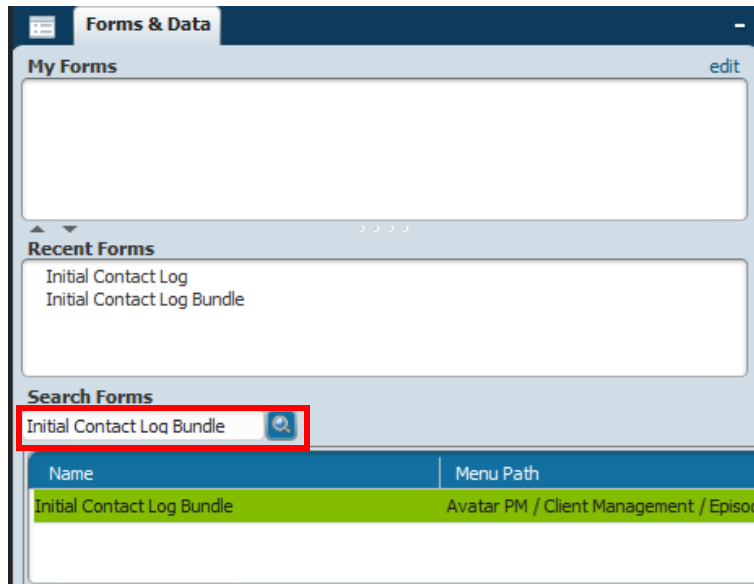 Forms & Data
My Forms edit
Recent Forms
Initial Contact Log
Initial Contact Log Bundle
Search Forms
Initial Contact Log Bundle
Name Menu Path
Initial Contact Log Bundle Avatar PM / Client Management / Episod